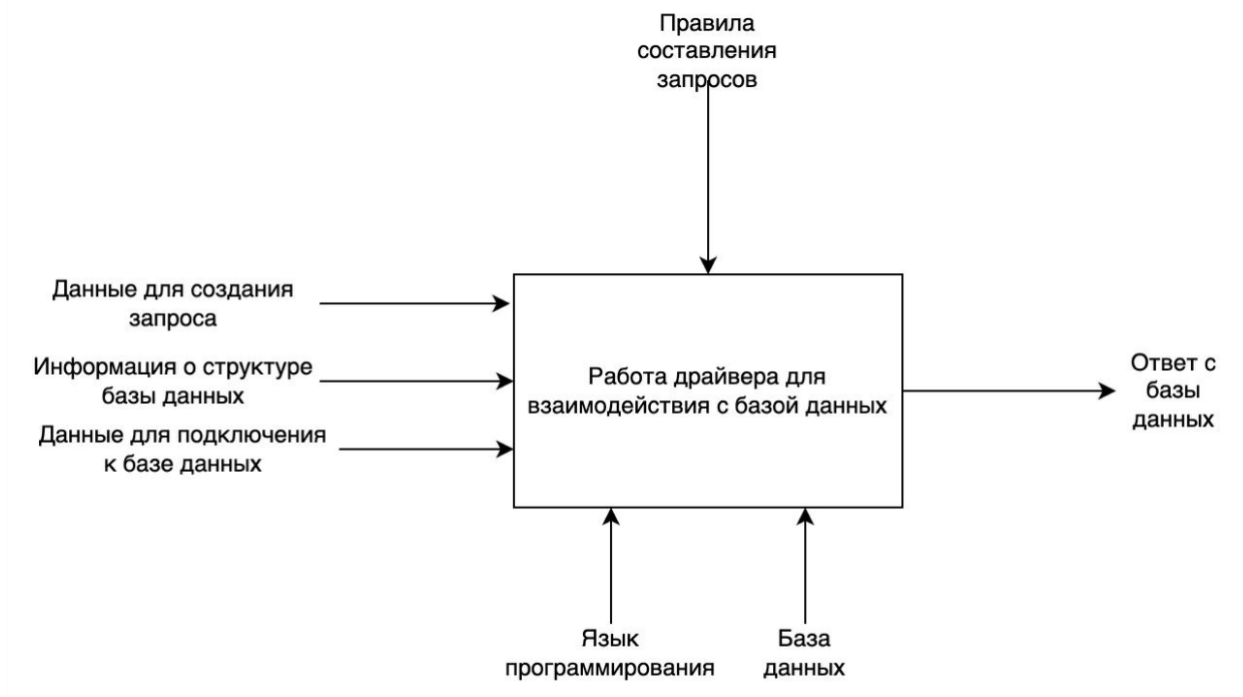 Правила
составления
запросов
Данные для создания
запроса
Информация о структуре
базы данных
Данные для подключения
к базе данных
Работа драйвера для
взаимодействия с базой данных
Ответ с
базы
данных
Язык
программирования
База
данных